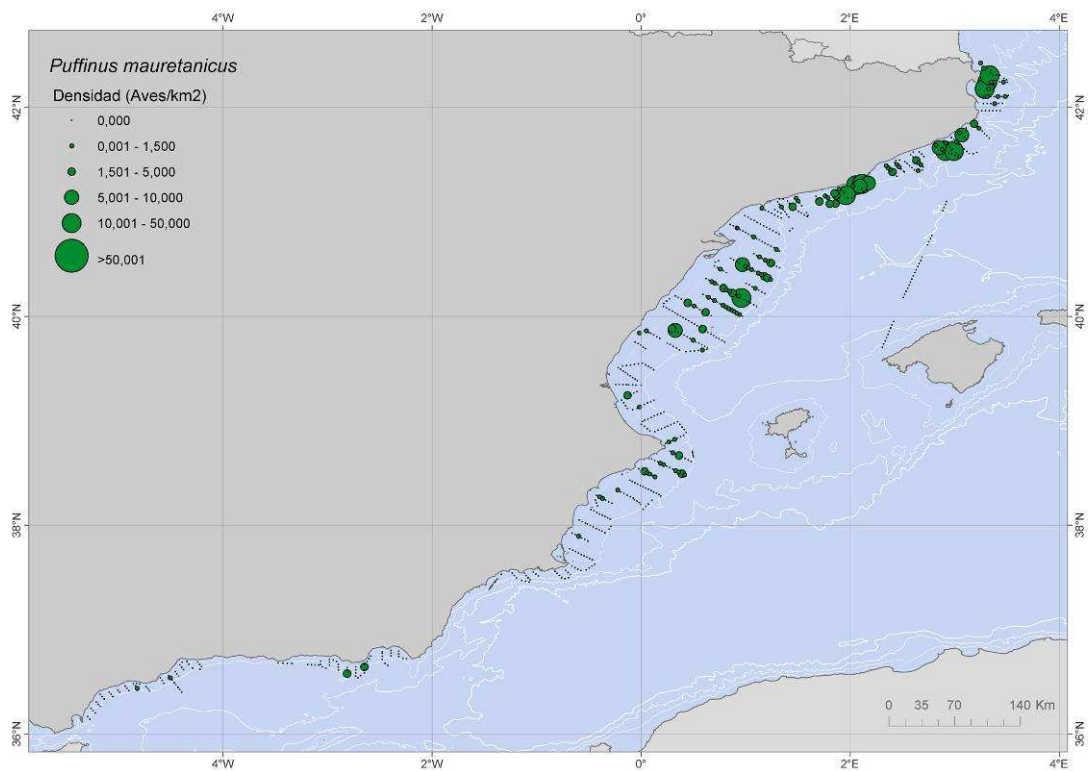 4°W 2°W 0° 2°E 4°E
Puffinus mauretanicus
Densidad (Aves/km2)
0,000
0,001 - 1,500
1,501 - 5,000
5,001 - 10,000
10,001 - 50,000
>50,001
42°N 42°N
40°N 40°N
38°N 38°N
36°N 36°N
0 35 70 140 Km
4°W 2°W 0° 2°E 4°E